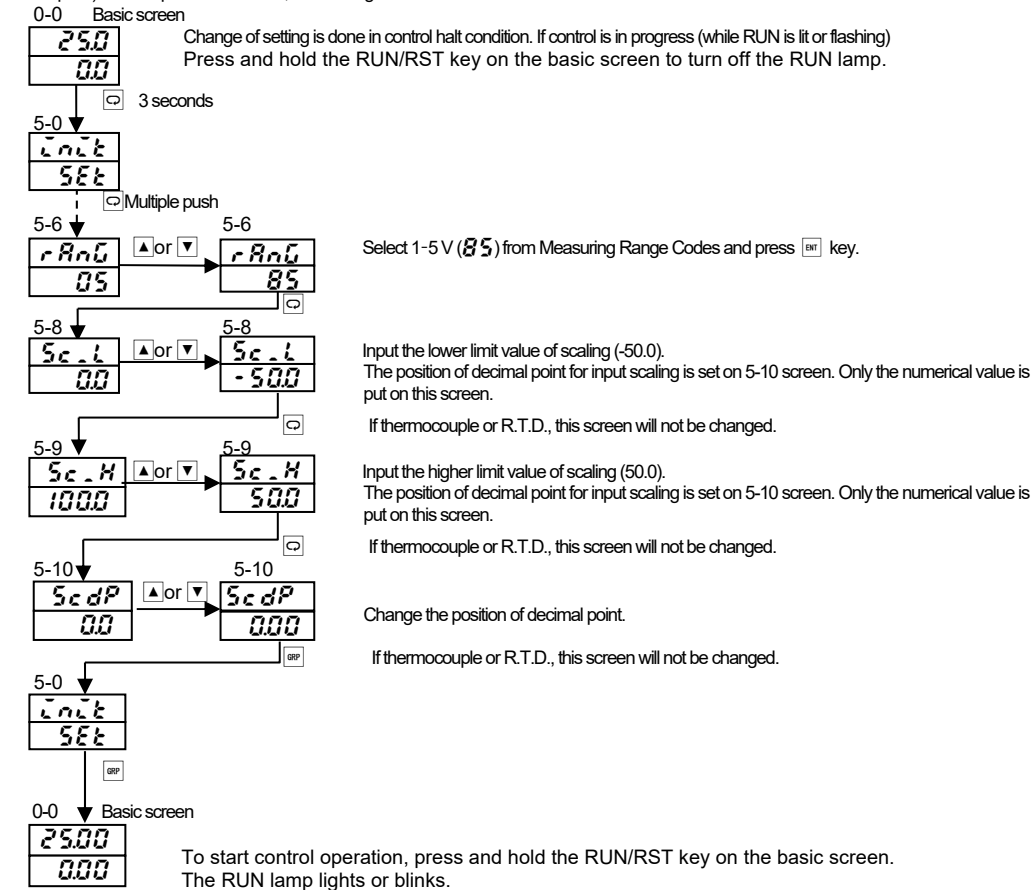 0-0 Basic screen
25.0
0.0
Change of setting is done in control halt condition. If control is in progress (while RUN is lit or flashing)
Press and hold the RUN/RST key on the basic screen to turn off the RUN lamp.
3 seconds
5-0
init
SEt
Multiple push
5-6
rAnG
05
▲ or ▼
5-6
rAnG
85
Select 1-5 V (85) from Measuring Range Codes and press ENT key.
5-8
Sc_L
0.0
▲ or ▼
5-8
Sc_L
-50.0
Input the lower limit value of scaling (-50.0).
The position of decimal point for input scaling is set on 5-10 screen. Only the numerical value is
put on this screen.
If thermocouple or R.T.D., this screen will not be changed.
5-9
Sc_H
100.0
▲ or ▼
5-9
Sc_H
50.0
Input the higher limit value of scaling (50.0).
The position of decimal point for input scaling is set on 5-10 screen. Only the numerical value is
put on this screen.
If thermocouple or R.T.D., this screen will not be changed.
5-10
ScdP
0.0
▲ or ▼
5-10
ScdP
0.00
Change the position of decimal point.
If thermocouple or R.T.D., this screen will not be changed.
GRP
5-0
init
SEt
GRP
0-0 Basic screen
25.00
0.00
To start control operation, press and hold the RUN/RST key on the basic screen.
The RUN lamp lights or blinks.